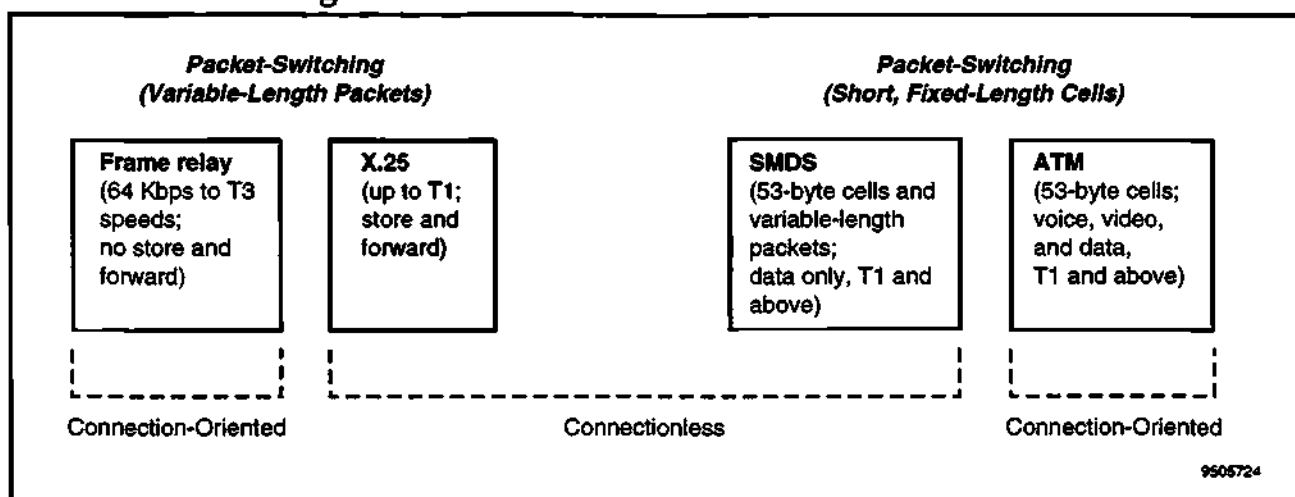 Packet-Switching
(Variable-Length Packets)
Packet-Switching
(Short, Fixed-Length Cells)
Frame relay
(64 Kbps to T3
speeds;
no store and
forward)
X.25
(up to T1;
store and
forward)
SMDS
(53-byte cells and
variable-length
packets;
data only, T1 and
above)
ATM
(53-byte cells;
voice, video,
and data,
T1 and above)
Connection-Oriented
Connectionless
Connection-Oriented
9505724